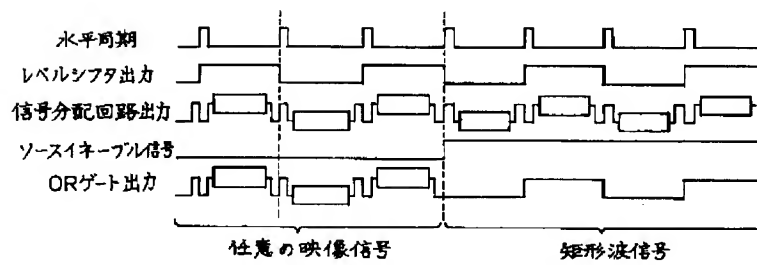 水平同期
レベルシフタ出力
信号分配回路出力
ソースイネーブル信号
ORゲート出力
任意の映像信号
矩形波信号